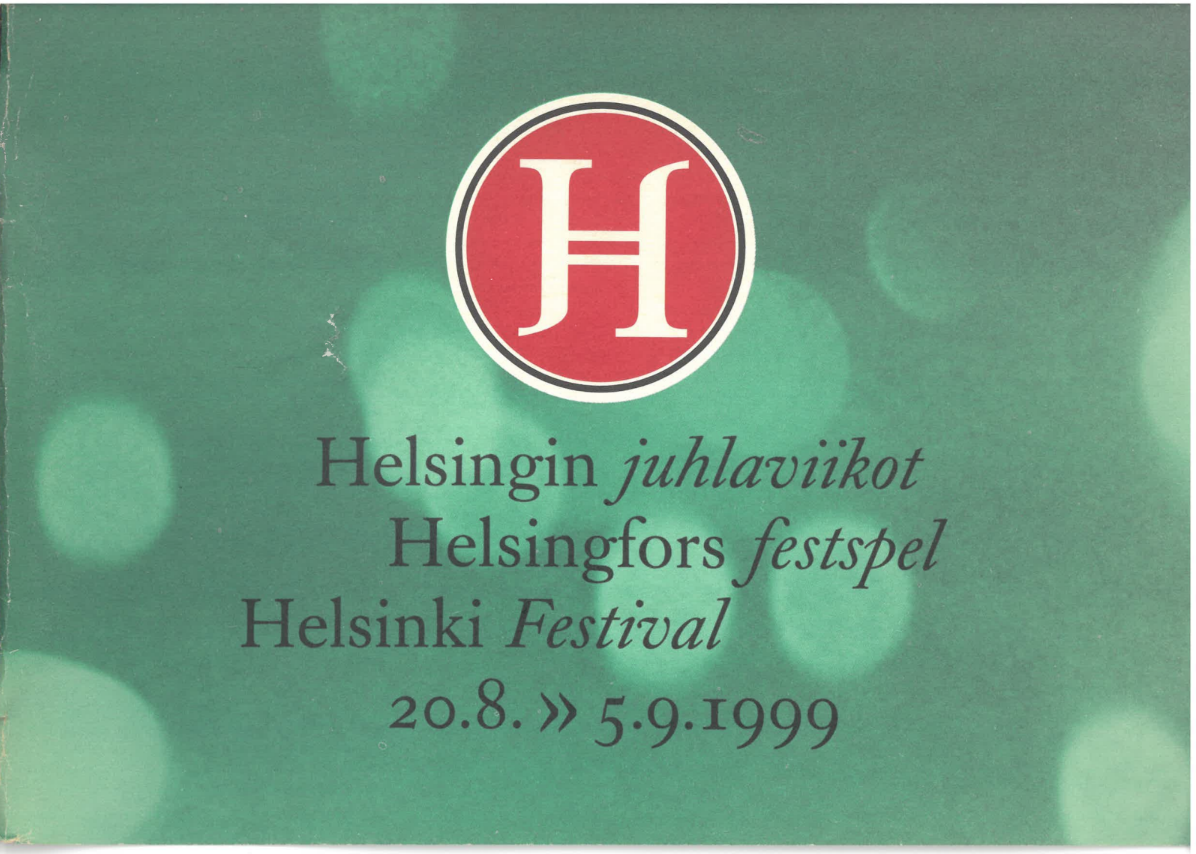 H
Helsingin juhlaviikot
Helsingfors festspel
Helsinki Festival
20.8. » 5.9.1999